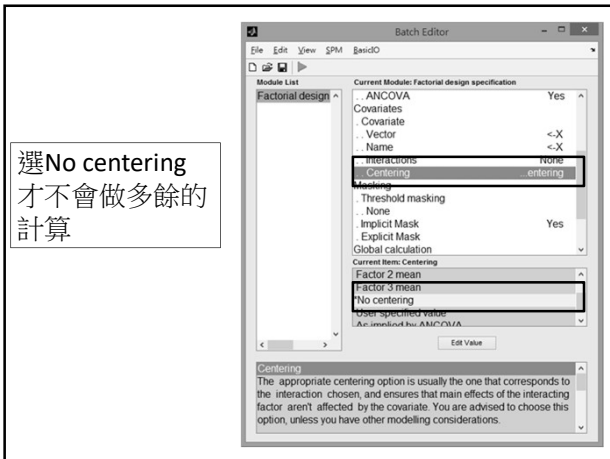 選No centering
才不會做多餘的
計算
Batch Editor
File Edit View SPM BasicIO
Module List
Factorial design
Current Module: Factorial design specification
. . ANCOVA Yes
Covariates
. Covariate
. . Vector <-X
. . Name <-X
. . Interactions None
. . Centering ...entering
Masking
. Threshold masking
. . None
. Implicit Mask Yes
. Explicit Mask
Global calculation
Current Item: Centering
Factor 2 mean
Factor 3 mean
*No centering
User specified value
As implied by ANCOVA
Edit Value
Centering
The appropriate centering option is usually the one that corresponds to
the interaction chosen, and ensures that main effects of the interacting
factor aren't affected by the covariate. You are advised to choose this
option, unless you have other modelling considerations.